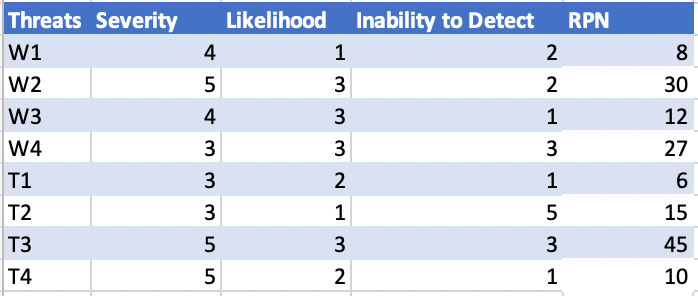 Threats Severity Likelihood Inability to Detect RPN
W1 4 1 2 8
W2 5 3 2 30
W3 4 3 1 12
W4 3 3 3 27
T1 3 2 1 6
T2 3 1 5 15
T3 5 3 3 45
T4 5 2 1 10